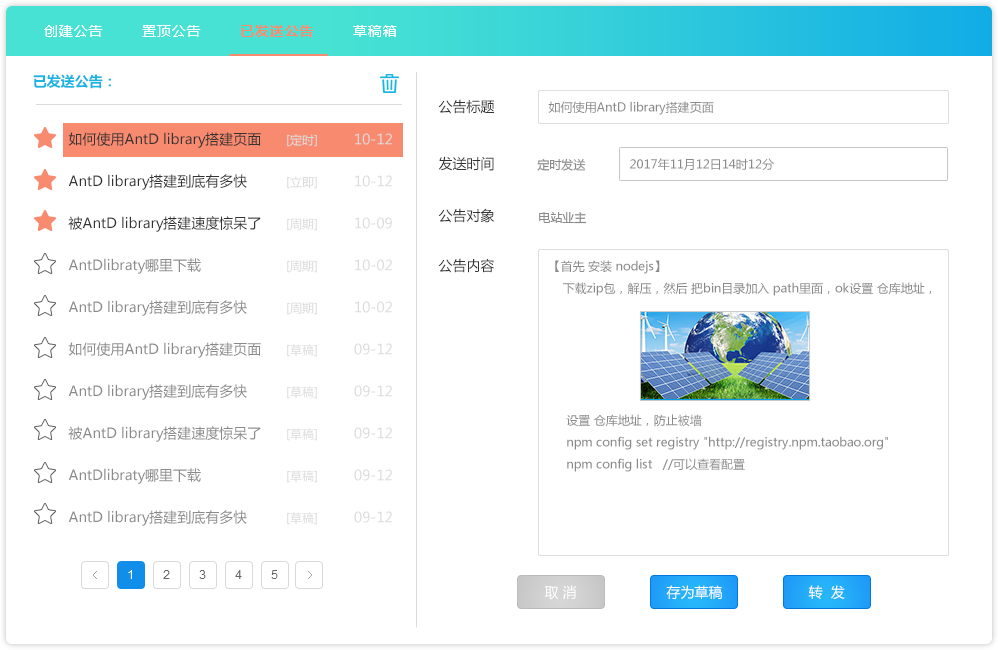 创建公告 置顶公告 已发送公告 草稿箱
已发送公告：
如何使用AntD library搭建页面 [定时] 10-12
AntD library搭建到底有多快 [立即] 10-12
被AntD library搭建速度惊呆了 [周期] 10-09
AntDlibraty哪里下载 [周期] 10-02
AntD library搭建到底有多快 [周期] 10-02
如何使用AntD library搭建页面 [草稿] 09-12
AntD library搭建到底有多快 [草稿] 09-12
被AntD library搭建速度惊呆了 [草稿] 09-12
AntDlibraty哪里下载 [草稿] 09-12
AntD library搭建到底有多快 [草稿] 09-12
< 1 2 3 4 5 >
公告标题 如何使用AntD library搭建页面
发送时间 定时发送 2017年11月12日14时12分
公告对象 电站业主
公告内容 【首先 安装 nodejs】
下载zip包，解压，然后 把bin目录加入 path里面，ok设置 仓库地址，
设置 仓库地址，防止被墙
npm config set registry "http://registry.npm.taobao.org"
npm config list //可以查看配置
取 消 存为草稿 转 发